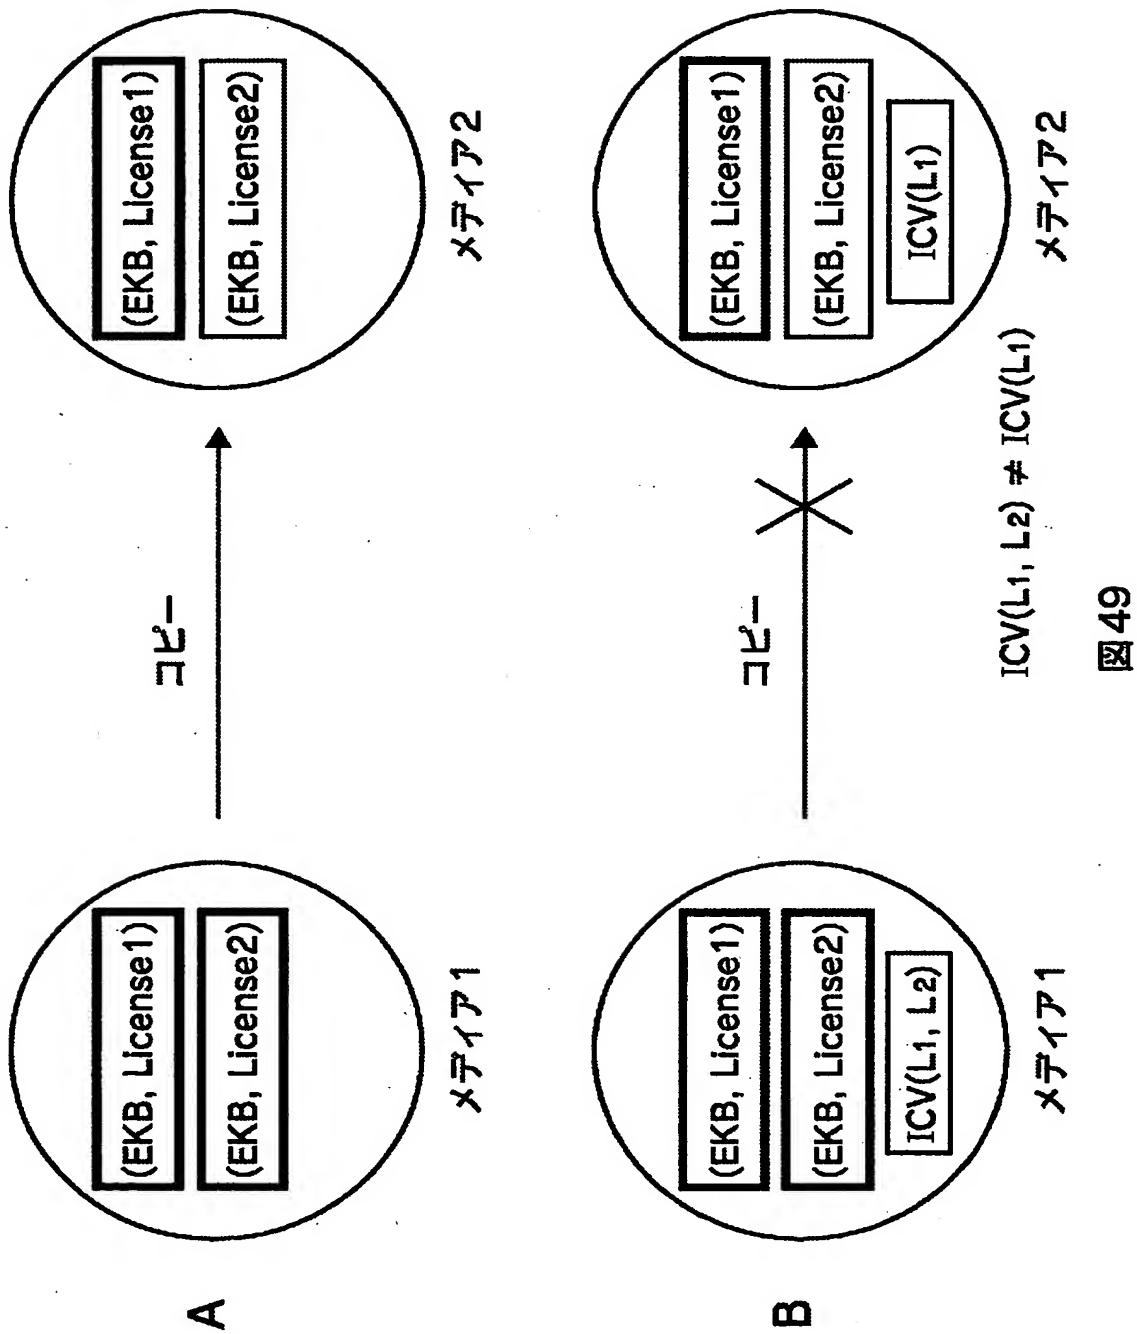 A
(EKB, License1)
(EKB, License2)
メディア1
コピー
(EKB, License1)
(EKB, License2)
メディア2
B
(EKB, License1)
(EKB, License2)
ICV(L1, L2)
メディア1
コピー
(EKB, License1)
(EKB, License2)
ICV(L1)
メディア2
ICV(L1, L2) ≠ ICV(L1)
図49